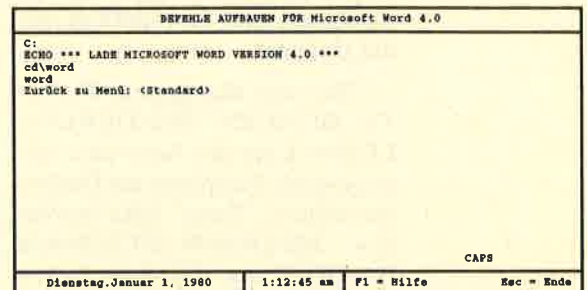 BEFEHLE AUFBAUEN FÜR Microsoft Word 4.0
C:
ECHO *** LADE MICROSOFT WORD VERSION 4.0 ***
cd\word
word
Zurück zu Menü: <Standard>
CAPS
Dienstag,Januar 1, 1980 1:12:45 am F1 = Hilfe Esc = Ende